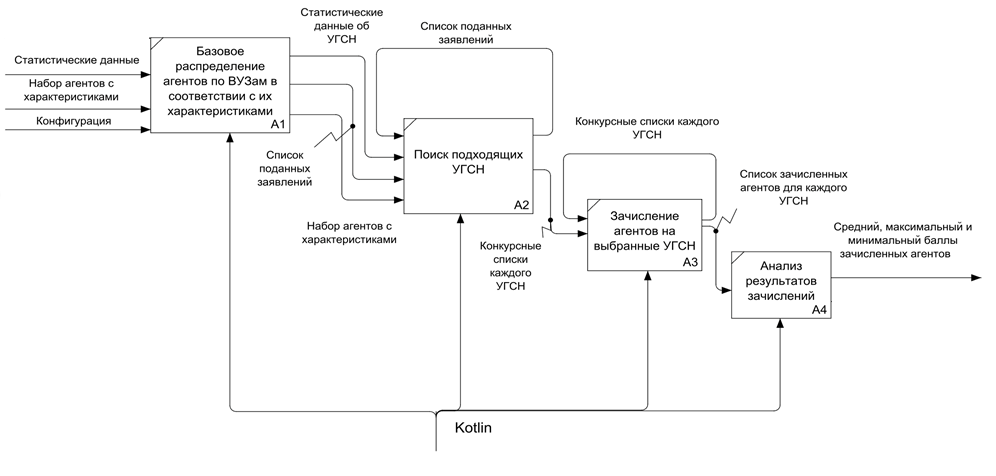 Статистические данные
Набор агентов с
характеристиками
Конфигурация
Базовое
распределение
агентов по ВУЗам в
соответствии с их
характеристиками
A1
Статистические
данные об
УГСН
Список
поданных
заявлений
Набор агентов с
характеристиками
Список поданных
заявлений
Поиск подходящих
УГСН
A2
Конкурсные
списки
каждого
УГСН
Конкурсные списки каждого
УГСН
Зачисление
агентов на
выбранные УГСН
A3
Список зачисленных
агентов для каждого
УГСН
Анализ
результатов
зачислений
A4
Средний, максимальный и
минимальный баллы
зачисленных агентов
Kotlin